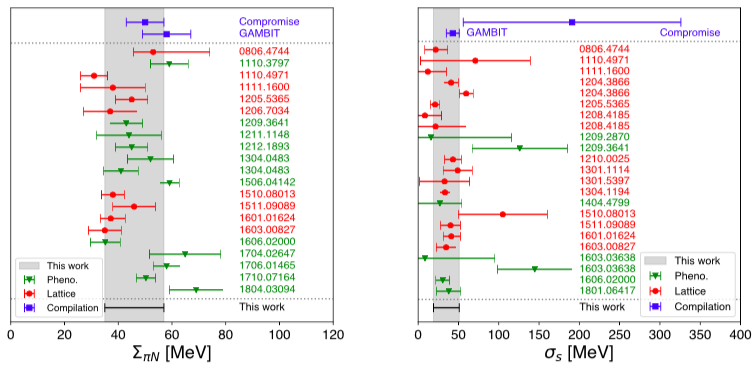 Compromise
GAMBIT
0806.4744
1110.3797
1110.4971
1111.1600
1205.5365
1206.7034
1209.3641
1211.1148
1212.1893
1304.0483
1304.0483
1506.04142
1510.08013
1511.09089
1601.01624
1603.00827
1606.02000
1704.02647
1706.01465
1710.07164
1804.03094
This work
This work
Pheno.
Lattice
Compilation
0 20 40 60 80 100 120
Σ_{πN} [MeV]
GAMBIT Compromise
0806.4744
1110.4971
1111.1600
1204.3866
1204.3866
1205.5365
1208.4185
1208.4185
1209.2870
1209.3641
1210.0025
1301.1114
1301.5397
1304.1194
1404.4799
1510.08013
1511.09089
1601.01624
1603.00827
1603.03638
1603.03638
1606.02000
1801.06417
This work
This work
Pheno.
Lattice
Compilation
0 50 100 150 200 250 300 350 400
σ_s [MeV]